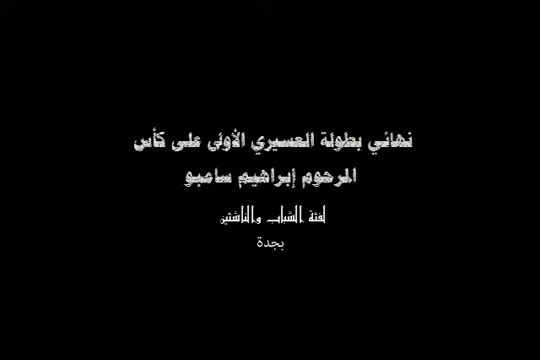 نهائي بطولة العسيري الأولى على كأس
المرحوم إبراهيم سامبو
لفئة الشباب والناشئين
بجدة